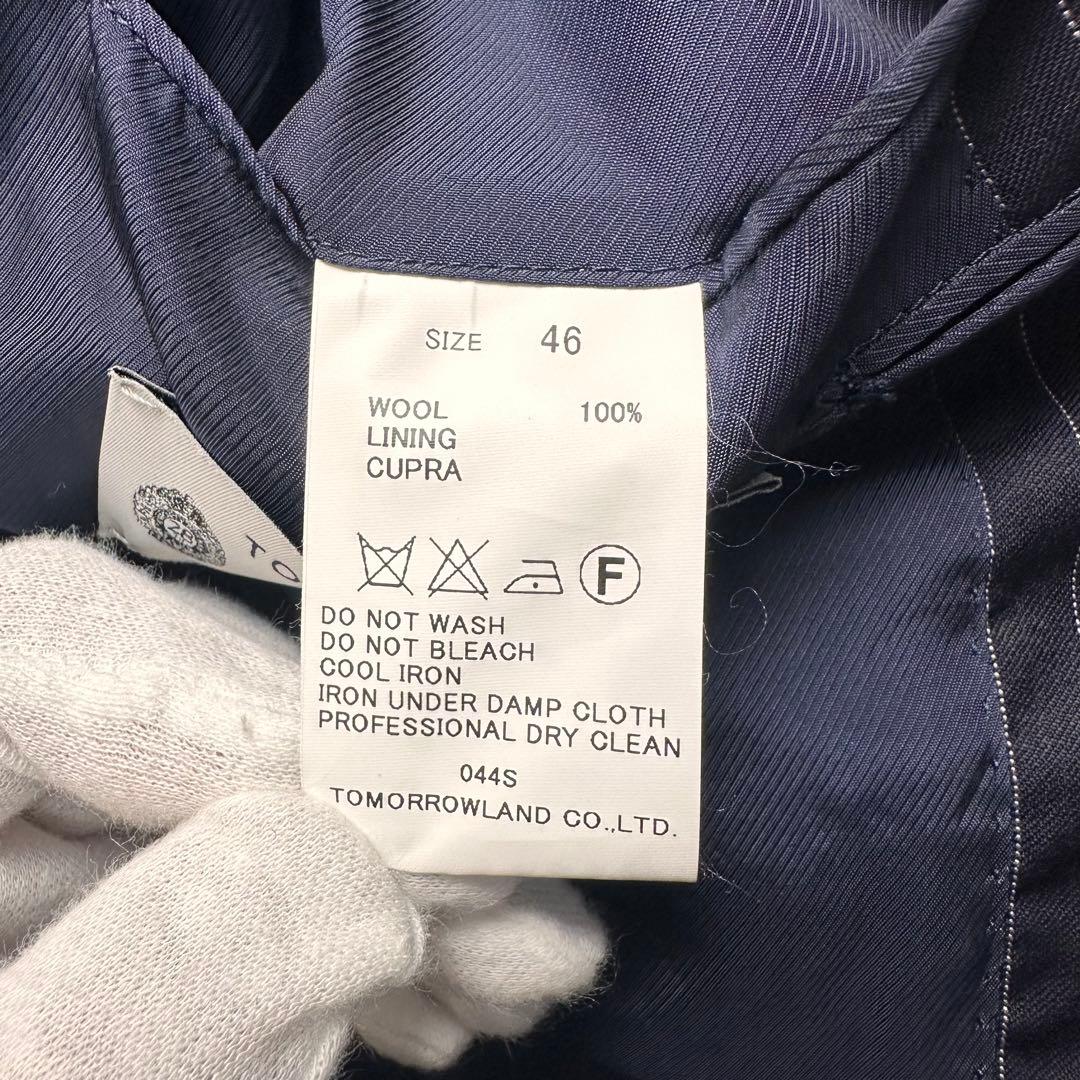 SIZE 46
WOOL 100%
LINING
CUPRA
F
DO NOT WASH
DO NOT BLEACH
COOL IRON
IRON UNDER DAMP CLOTH
PROFESSIONAL DRY CLEAN
044S
TOMORROWLAND CO.,LTD.
T O